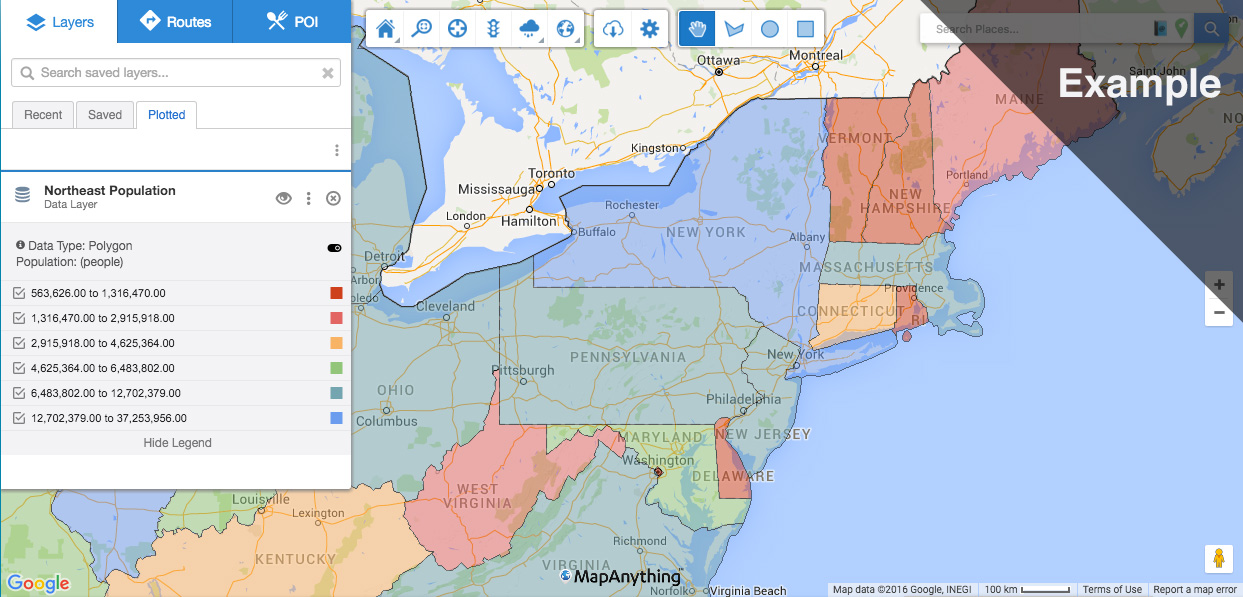 Layers
Routes
POI
Search saved layers...
Recent
Saved
Plotted
Northeast Population
Data Layer
Data Type: Polygon
Population: (people)
563,626.00 to 1,316,470.00
1,316,470.00 to 2,915,918.00
2,915,918.00 to 4,625,364.00
4,625,364.00 to 6,483,802.00
6,483,802.00 to 12,702,379.00
12,702,379.00 to 37,253,956.00
Hide Legend
Search Places...
Example
Ottawa
Montreal
Saint John
MAINE
NO
VERMONT
Kingston
Toronto
Mississauga
Portland
NEW
HAMPSHIRE
London
Hamilton
Rochester
Buffalo
NEW YORK
Albany
Detroit
Arbor
MASSACHUSETTS
Providence
oledo
Cleveland
CONNECTICUT
RI
PENNSYLVANIA
New York
Pittsburgh
OHIO
Philadelphia
Columbus
MARYLAND
NEW JERSEY
Washington
DELAWARE
WEST
VIRGINIA
Louisville
Lexington
Richmond
KENTUCKY
VIRGINIA
MapAnything
Norfolk
Virginia Beach
Google
Map data ©2016 Google, INEGI
100 km
Terms of Use
Report a map error